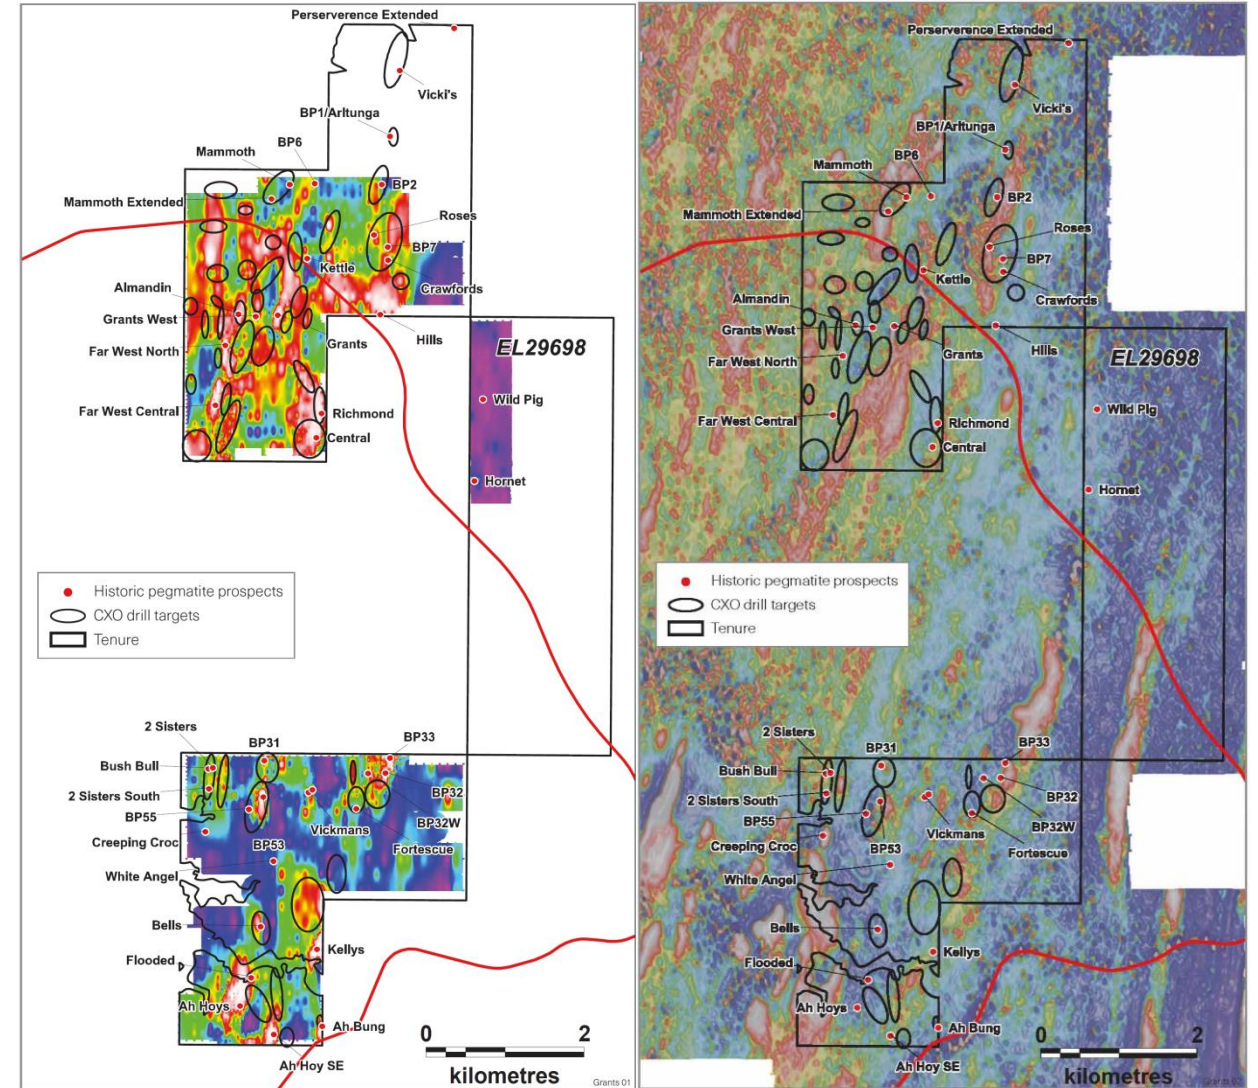 Perserverence Extended
Vicki's
BP1/Arltunga
BP6
Mammoth
BP2
Mammoth Extended
Roses
BP7
Kettle
Crawfords
Almandin
Grants West
Grants
Hills
Far West North
EL29698
Wild Pig
Far West Central
Richmond
Central
Hornet
Historic pegmatite prospects
CXO drill targets
Tenure
2 Sisters
BP31
BP33
Bush Bull
2 Sisters South
BP32
BP55
BP32W
Vickmans
Creeping Croc
BP53
Fortescue
White Angel
Bells
Kellys
Flooded
Ah Hoys
Ah Bung
Ah Hoy SE
0 2
kilometres
Grants 01
Perserverence Extended
Vicki's
BP1/Arltunga
BP6
Mammoth
BP2
Mammoth Extended
Roses
BP7
Kettle
Crawfords
Almandin
Grants West
Grants
Hills
Far West North
EL29698
Wild Pig
Far West Central
Richmond
Central
Hornet
Historic pegmatite prospects
CXO drill targets
Tenure
2 Sisters
BP31
BP33
Bush Bull
2 Sisters South
BP32
BP55
BP32W
Vickmans
Creeping Croc
BP53
Fortescue
White Angel
Bells
Kellys
Flooded
Ah Hoys
Ah Bung
Ah Hoy SE
0 2
kilometres
Grants